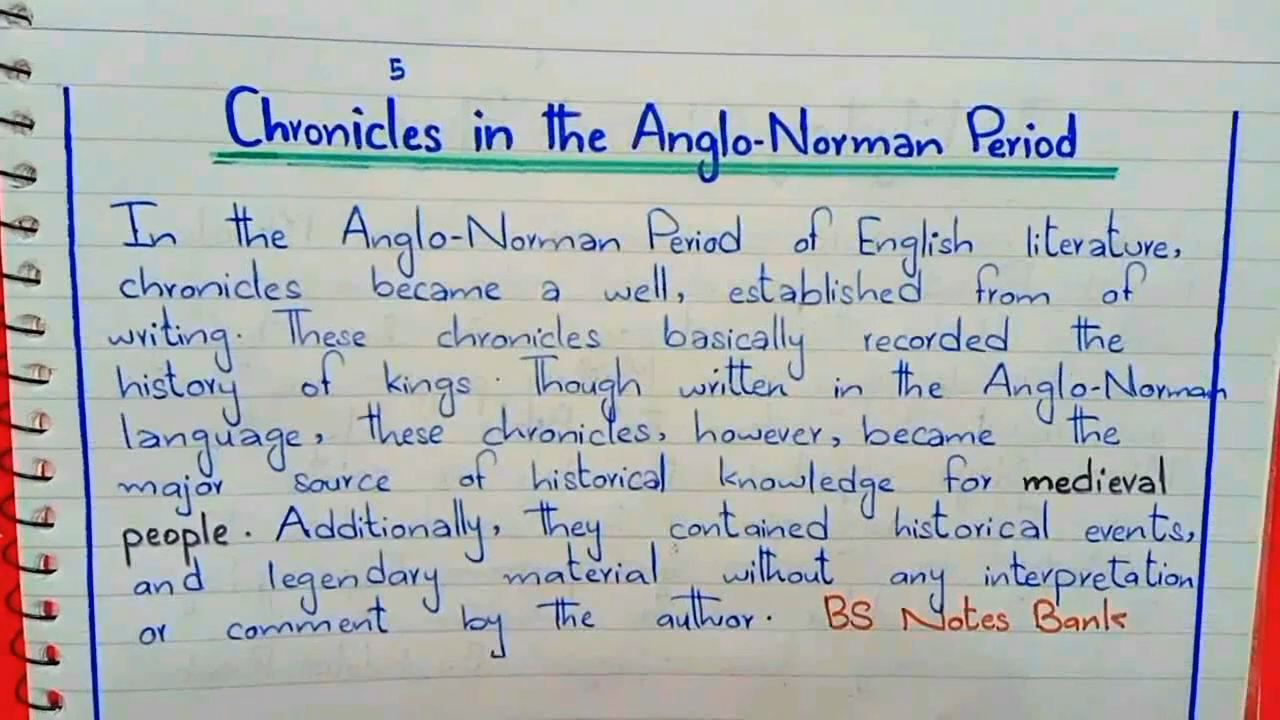 5
Chronicles in the Anglo-Norman Period
In the Anglo-Norman Period of English literature,
chronicles became a well, established from of
writing. These chronicles basically recorded the
history of kings. Though written in the Anglo-Norman
language, these chronicles, however, became the
major source of historical knowledge for medieval
people. Additionally, they contained historical events,
and legendary material without any interpretation
or comment by the author. BS Notes Bank